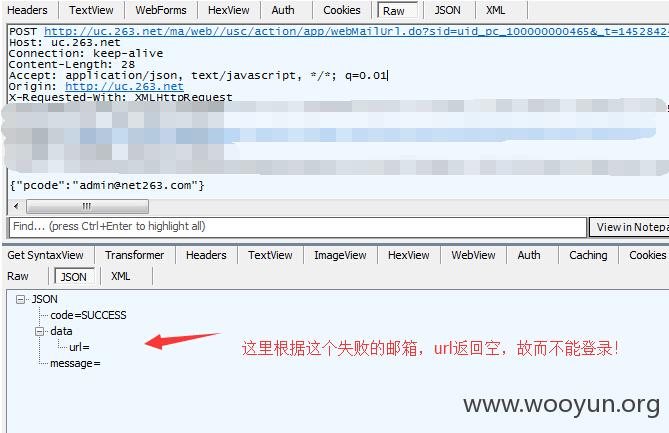 Headers TextView WebForms HexView Auth Cookies Raw JSON XML
POST http://uc.263.net/ma/web//usc/action/app/webMailUrl.do?sid=uid_pc_100000000465&_t=14528424
Host: uc.263.net
Connection: keep-alive
Content-Length: 28
Accept: application/json, text/javascript, */*; q=0.01
Origin: http://uc.263.net
X-Requested-With: XMLHttpRequest
{"pcode":"admin@net263.com"}
Find... (press Ctrl+Enter to highlight all) View in Notepa
Get SyntaxView Transformer Headers TextView ImageView HexView WebView Auth Caching Cookies
Raw JSON XML
JSON
code=SUCCESS
data
url=
message=
这里根据这个失败的邮箱，url返回空，故而不能登录！
www.wooyun.org